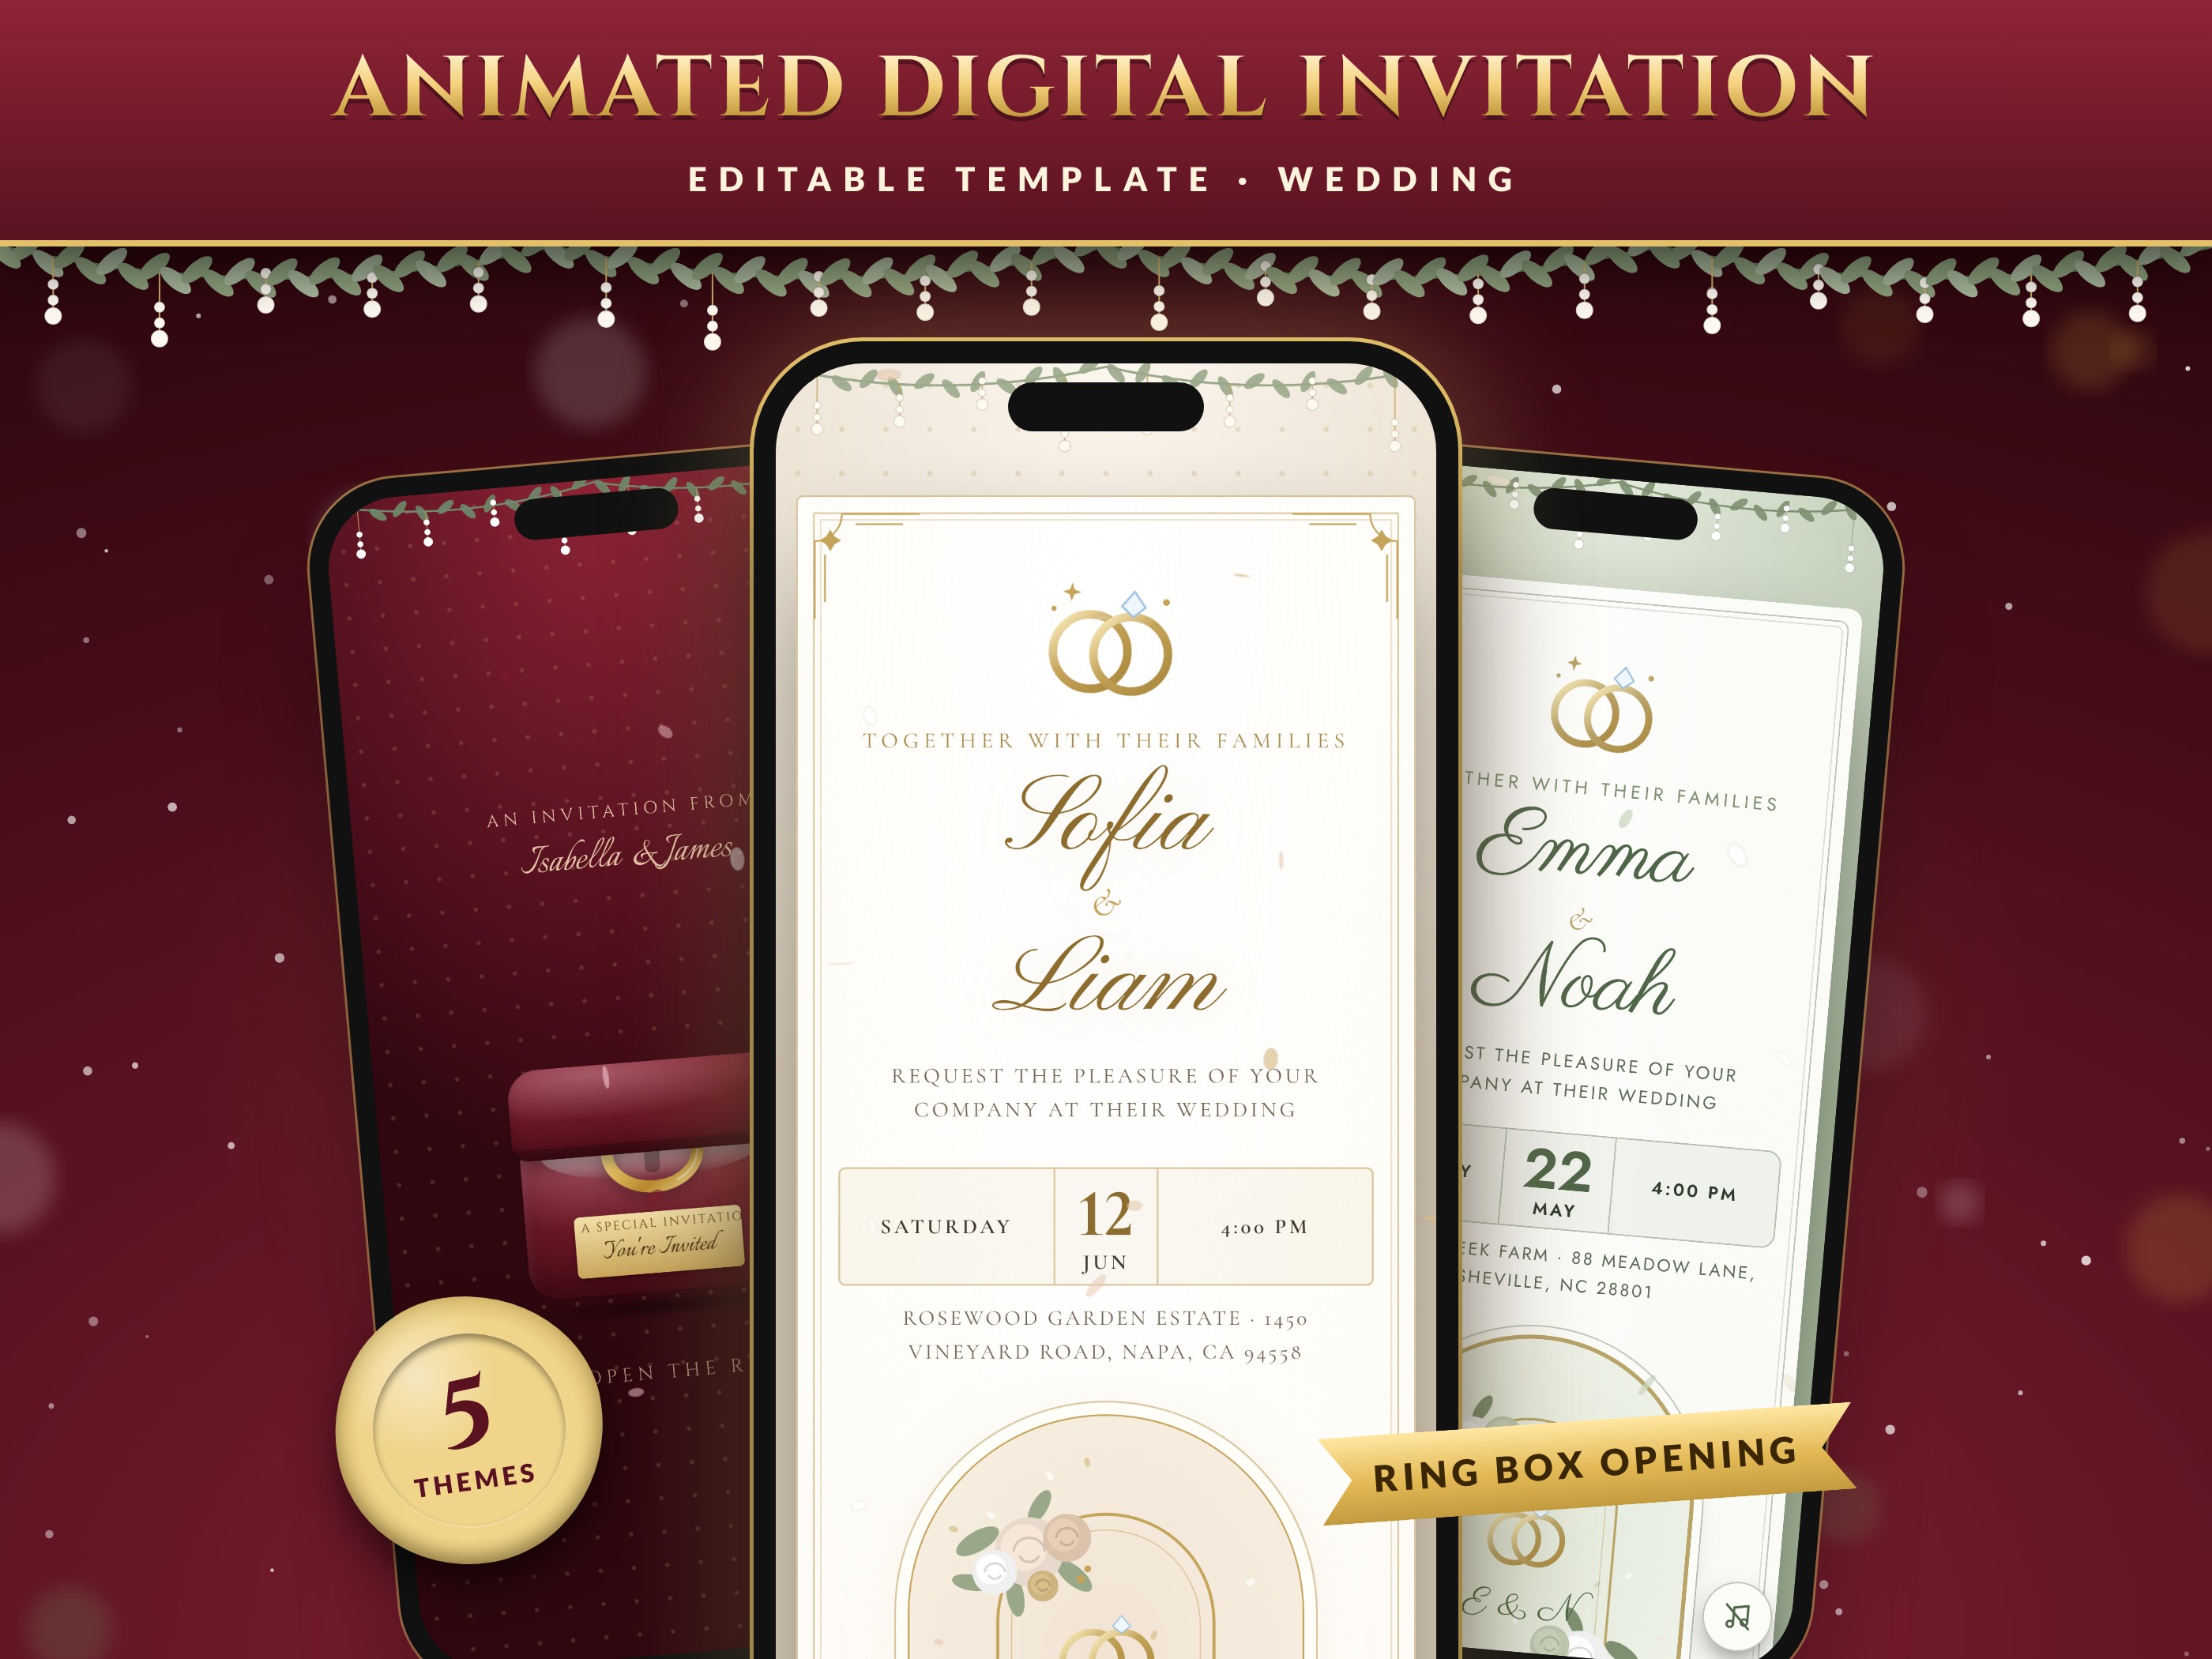 ANIMATED DIGITAL INVITATION
EDITABLE TEMPLATE · WEDDING
AN INVITATION FROM
Isabella & James
A SPECIAL INVITATIO
You're Invited
OPEN THE R
5
THEMES
TOGETHER WITH THEIR FAMILIES
Sofia
&
Liam
REQUEST THE PLEASURE OF YOUR
COMPANY AT THEIR WEDDING
SATURDAY
12
JUN
4:00 PM
ROSEWOOD GARDEN ESTATE · 1450
VINEYARD ROAD, NAPA, CA 94558
THER WITH THEIR FAMILIES
Emma
&
Noah
ST THE PLEASURE OF YOUR
PANY AT THEIR WEDDING
Y
22
MAY
4:00 PM
EEK FARM · 88 MEADOW LANE,
SHEVILLE, NC 28801
RING BOX OPENING
E & N